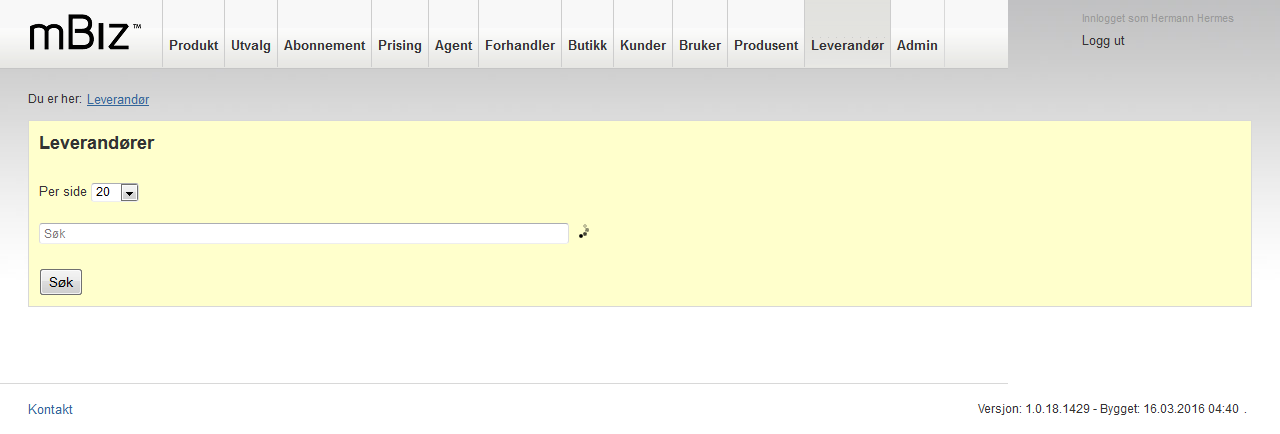 mBiz™
Produkt Utvalg Abonnement Prising Agent Forhandler Butikk Kunder Bruker Produsent Leverandør Admin
Innlogget som Hermann Hermes
Logg ut
Du er her: Leverandør
Leverandører
Per side 20
Søk
Søk
Kontakt
Versjon: 1.0.18.1429 - Bygget: 16.03.2016 04:40 .